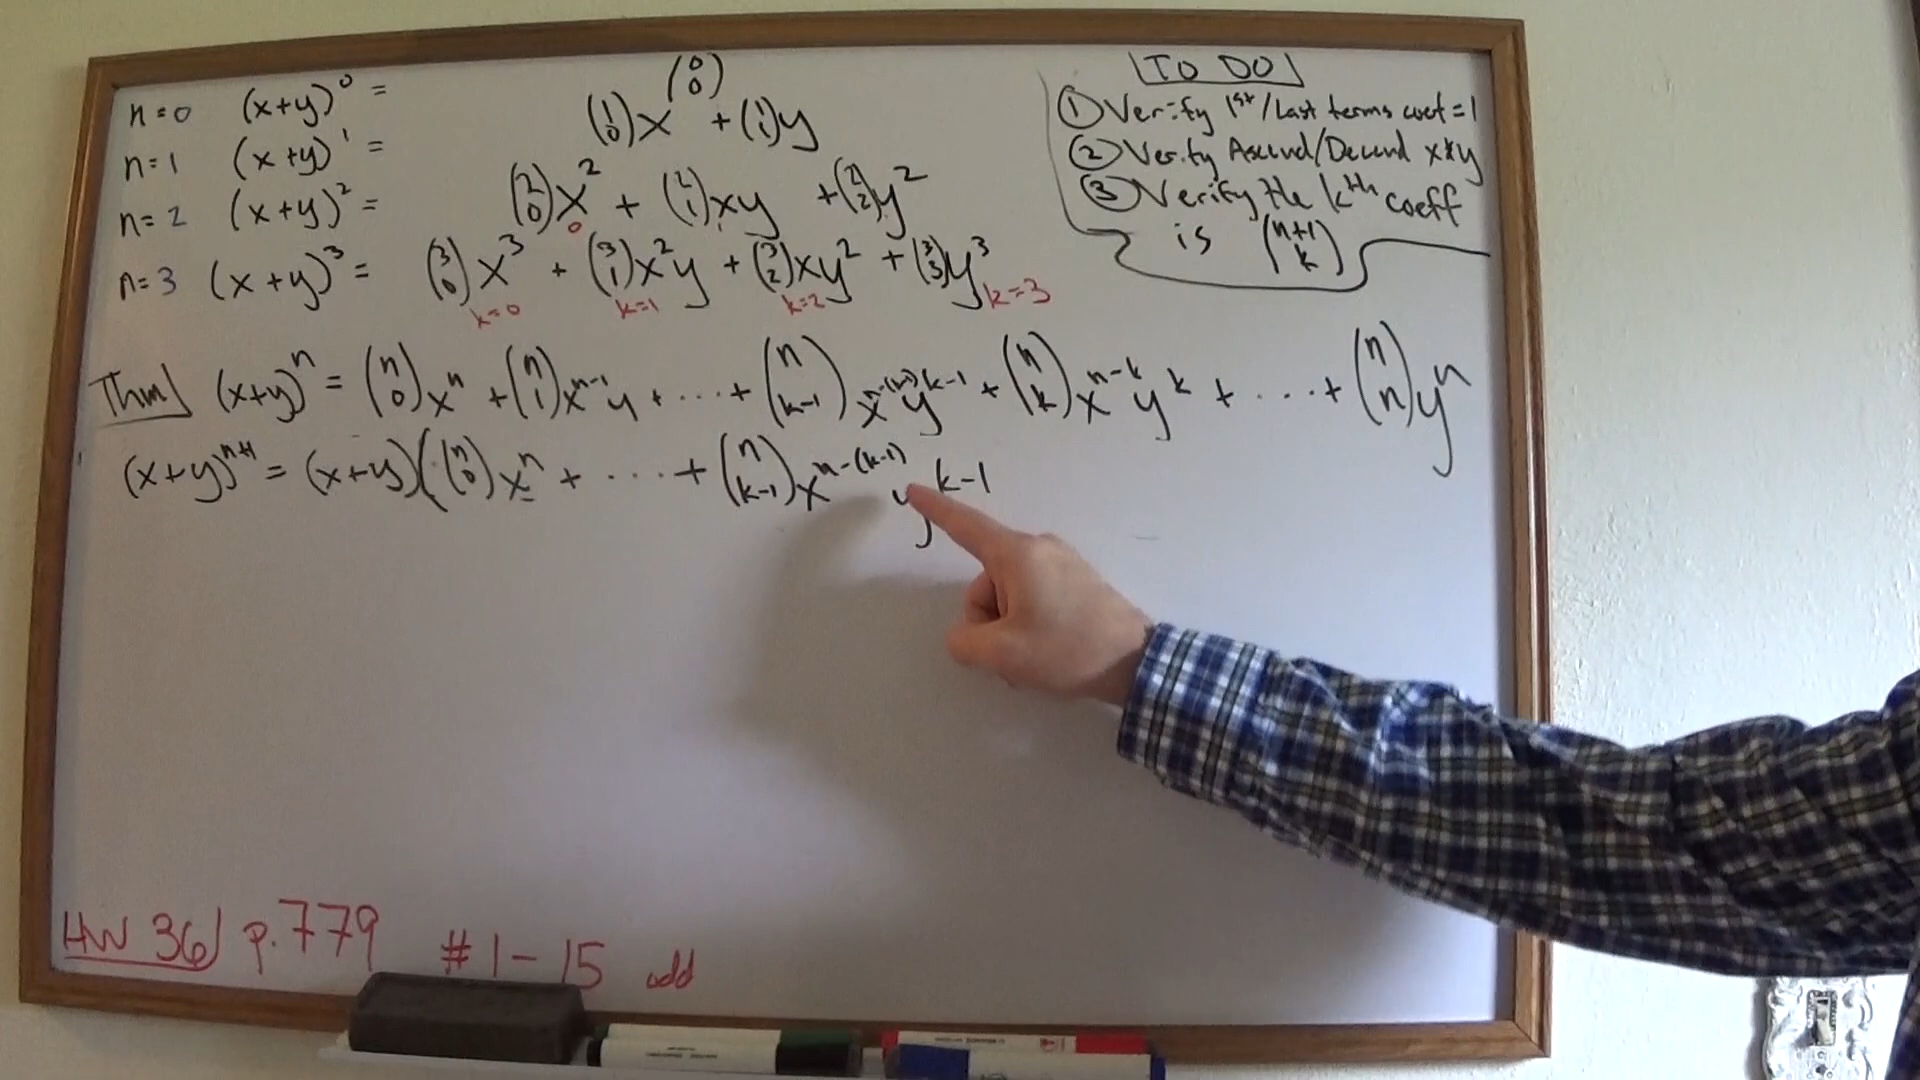 n=0 (x+y)^0 = (0 0)
n=1 (x+y)^1 = (1 0)x + (1 1)y
n=2 (x+y)^2 = (2 0)x^2 + (2 1)xy + (2 2)y^2
0 1
n=3 (x+y)^3 = (3 0)x^3 + (3 1)x^2y + (3 2)xy^2 + (3 3)y^3
k=0 k=1 k=2 k=3
TO DO
① Verify 1st/Last terms coef=1
② Verify Ascend/Decend x&y
③ Verify the kth coeff
is (n+1 k)
Thm (x+y)^n = (n 0)x^n + (n 1)x^{n-1}y + ... + (n k-1)x^{n-(k-1)}y^{k-1} + (n k)x^{n-k}y^k + ... + (n n)y^n
(x+y)^{n+1} = (x+y)((n 0)x^n + ... + (n k-1)x^{n-(k-1)}y^{k-1}
HW 36 p.779 #1-15 odd